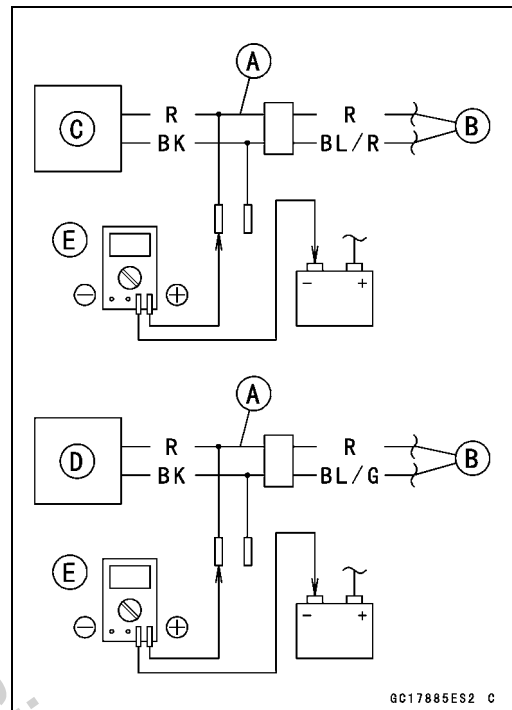 A
C R R B
BK BL/R
E
⊖ ⊕ - +
A
D R R B
BK BL/G
E
⊖ ⊕ - +
GC17885ES2 C